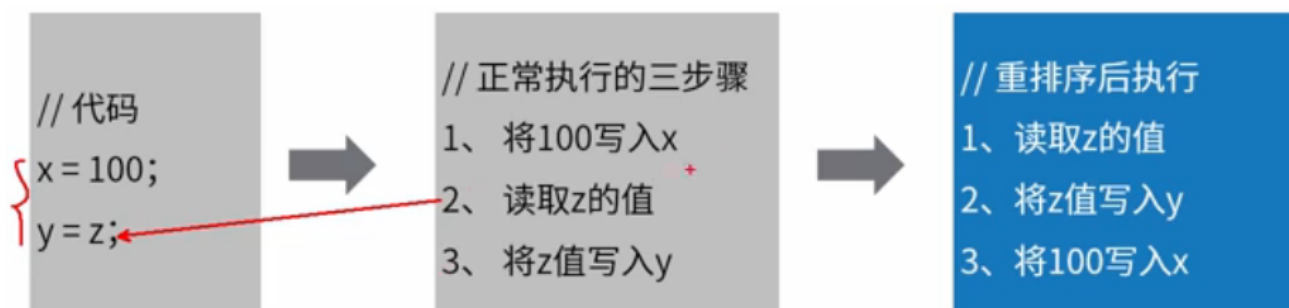 // 代码
x = 100；
y = z；
// 正常执行的三步骤
1、 将100写入x
2、 读取z的值
3、 将z值写入y
// 重排序后执行
1、读取z的值
2、将z值写入y
3、将100写入x